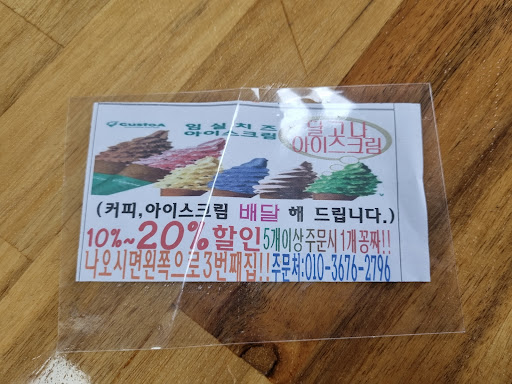 custoA
임실치즈
아이스크림
달고나
아이스크림
(커피,아이스크림 배달 해 드립니다.)
10%~20%할인 5개이상주문시1개꽁짜!!
나오시면왼쪽으로3번째집!!주문처:010-3676-2796